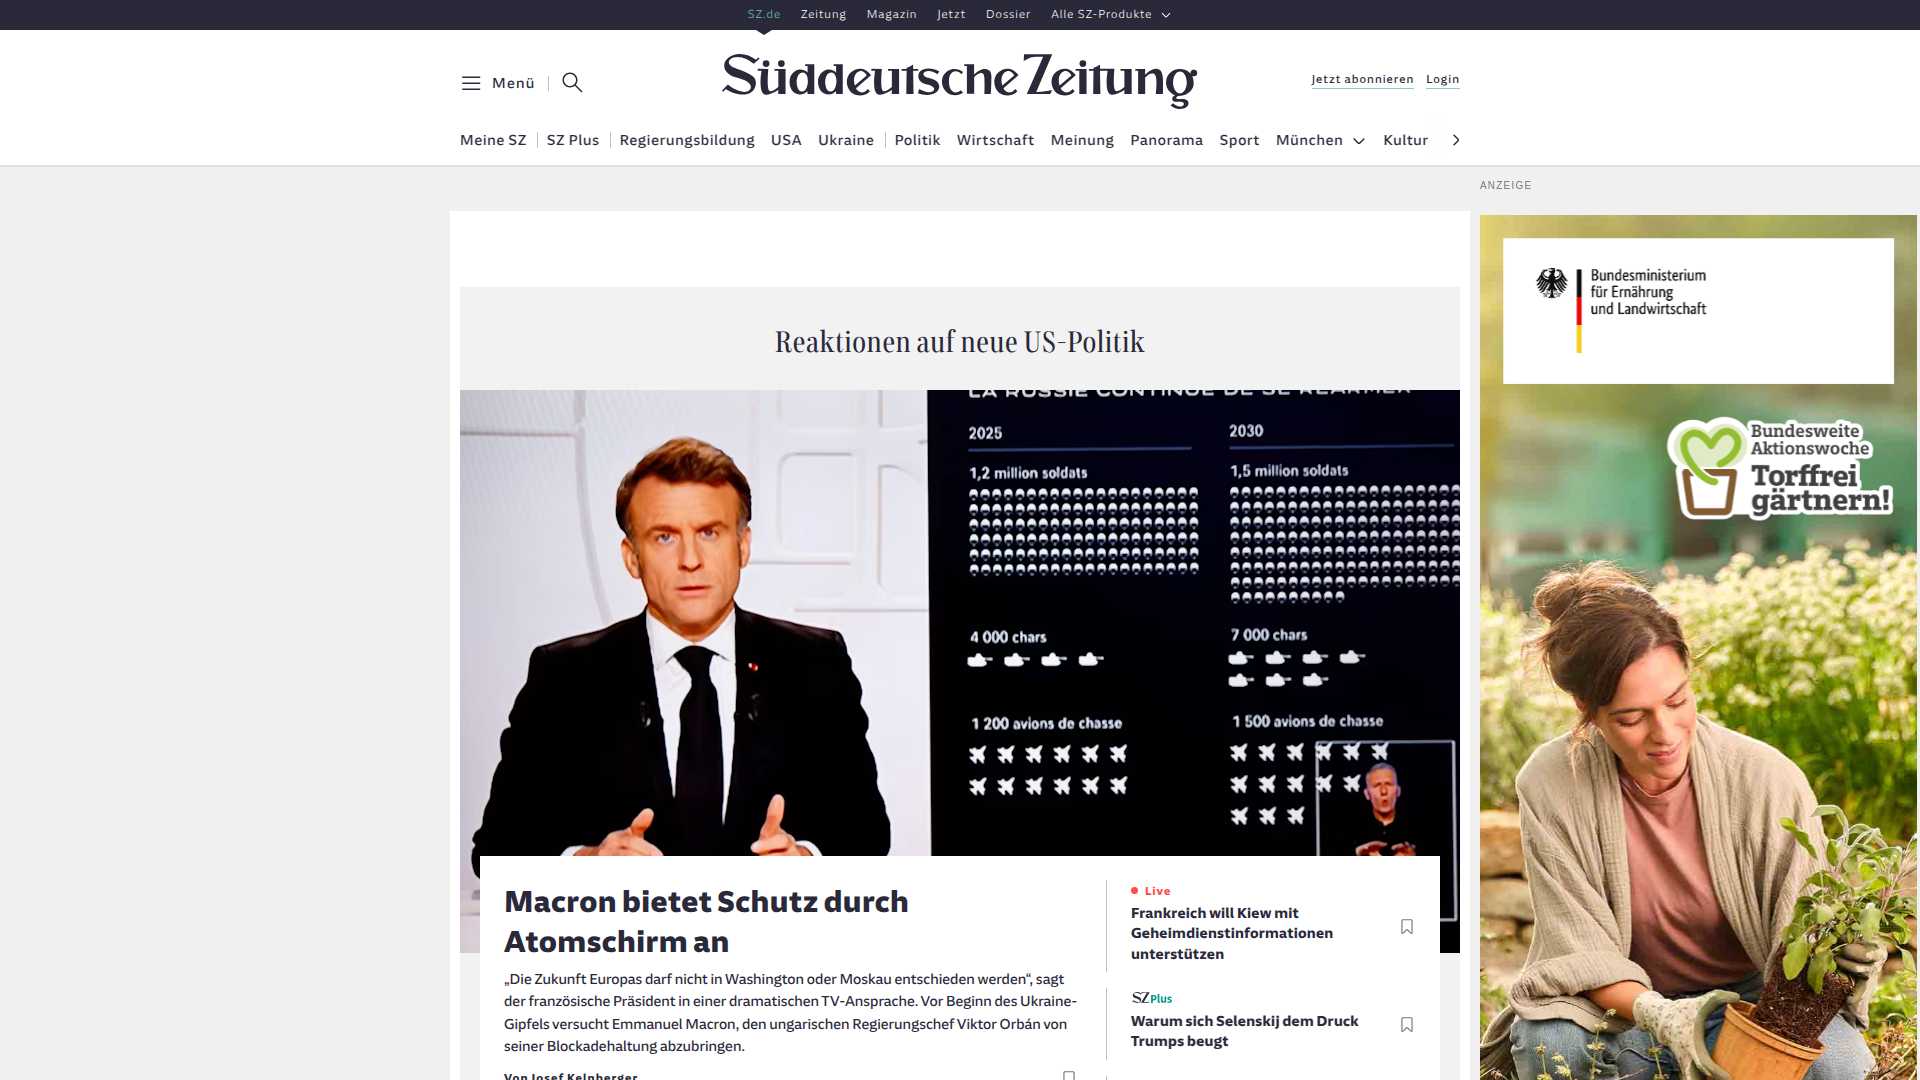 SZ.de Zeitung Magazin Jetzt Dossier Alle SZ-Produkte
Menü
Süddeutsche Zeitung
Jetzt abonnieren Login
Meine SZ SZ Plus Regierungsbildung USA Ukraine Politik Wirtschaft Meinung Panorama Sport München Kultur
ANZEIGE
Reaktionen auf neue US-Politik
LA RUSSIE CONTINUE DE SE RÉARMER
2025
1,2 million soldats
4 000 chars
1 200 avions de chasse
2030
1,5 million soldats
7 000 chars
1 500 avions de chasse
Macron bietet Schutz durch
Atomschirm an
„Die Zukunft Europas darf nicht in Washington oder Moskau entschieden werden“, sagt
der französische Präsident in einer dramatischen TV-Ansprache. Vor Beginn des Ukraine-
Gipfels versucht Emmanuel Macron, den ungarischen Regierungschef Viktor Orbán von
seiner Blockadehaltung abzubringen.
Von Josef Kelnberger
Live
Frankreich will Kiew mit
Geheimdienstinformationen
unterstützen
SZ Plus
Warum sich Selenskij dem Druck
Trumps beugt
Bundesministerium
für Ernährung
und Landwirtschaft
Bundesweite
Aktionswoche
Torffrei
gärtnern!